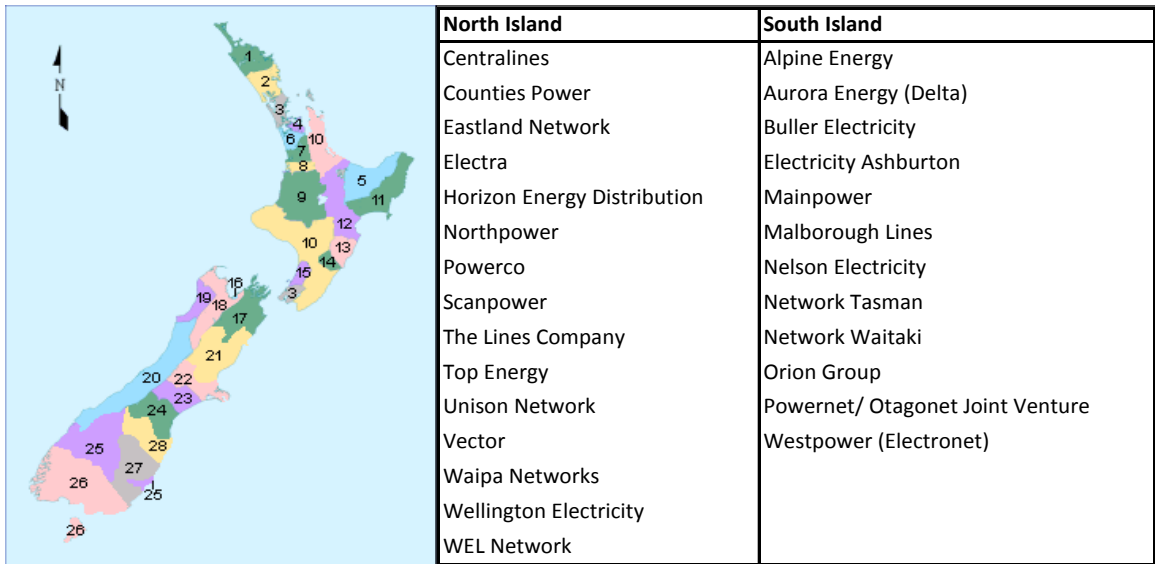 N
1
2
3
4
6
7
10
8
5
9
11
12
10
13
14
15
16
3
19
18
17
21
20
22
23
24
25
28
27
26
25
26
North Island South Island
Centralines Alpine Energy
Counties Power Aurora Energy (Delta)
Eastland Network Buller Electricity
Electra Electricity Ashburton
Horizon Energy Distribution Mainpower
Northpower Malborough Lines
Powerco Nelson Electricity
Scanpower Network Tasman
The Lines Company Network Waitaki
Top Energy Orion Group
Unison Network Powernet/ Otagonet Joint Venture
Vector Westpower (Electronet)
Waipa Networks
Wellington Electricity
WEL Network